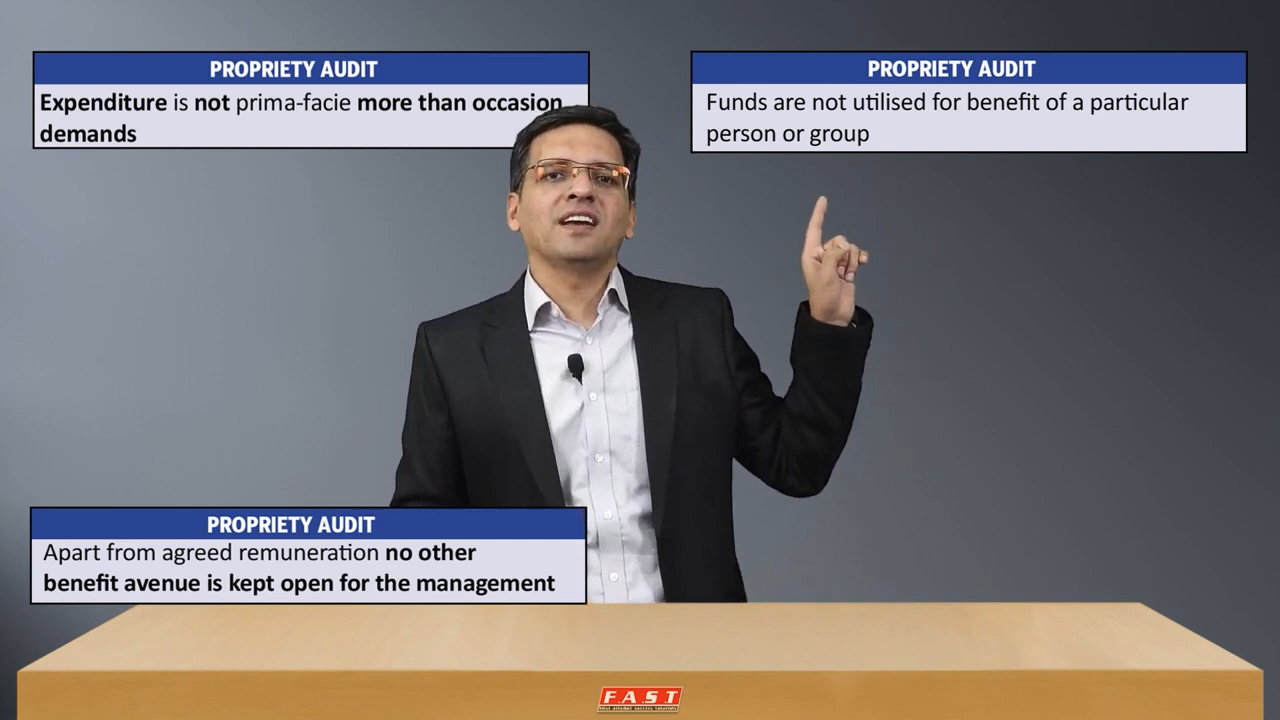 PROPRIETY AUDIT
Expenditure is not prima-facie more than occasion
demands
PROPRIETY AUDIT
Funds are not utilised for benefit of a particular
person or group
PROPRIETY AUDIT
Apart from agreed remuneration no other
benefit avenue is kept open for the management
F.A.S.T